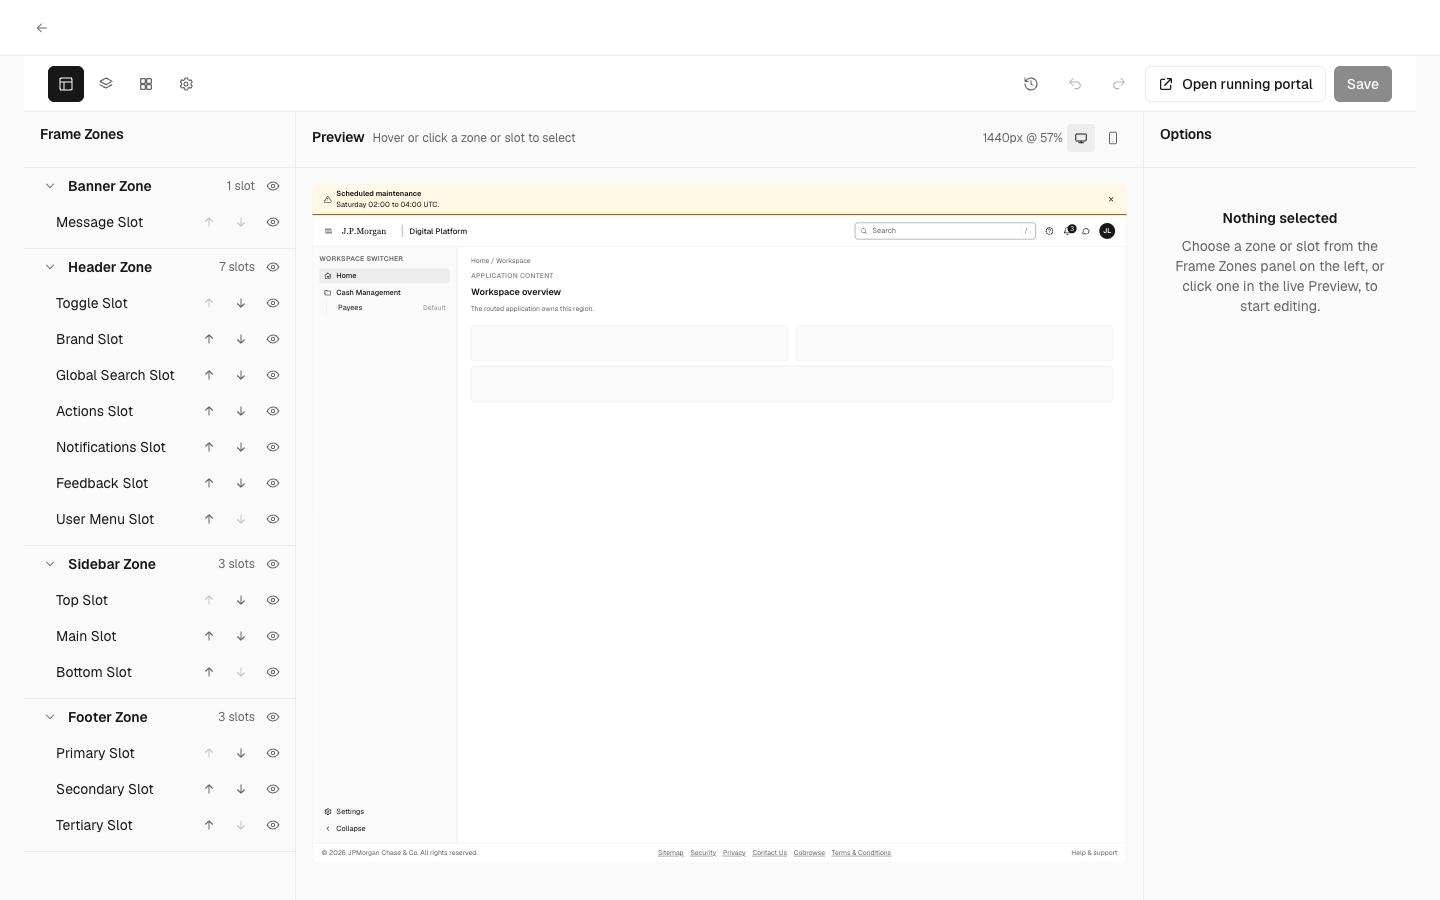 Open running portal
Save
Frame Zones
Preview
Hover or click a zone or slot to select
1440px @ 57%
Options
Banner Zone
1 slot
Message Slot
Header Zone
7 slots
Toggle Slot
Brand Slot
Global Search Slot
Actions Slot
Notifications Slot
Feedback Slot
User Menu Slot
Sidebar Zone
3 slots
Top Slot
Main Slot
Bottom Slot
Footer Zone
3 slots
Primary Slot
Secondary Slot
Tertiary Slot
Scheduled maintenance
Saturday 02:00 to 04:00 UTC.
J.P.Morgan
Digital Platform
Search
/
3
JL
WORKSPACE SWITCHER
Home
Cash Management
Payees
Default
Settings
Collapse
Home / Workspace
APPLICATION CONTENT
Workspace overview
The routed application owns this region.
© 2026 JPMorgan Chase & Co. All rights reserved.
Sitemap
Security
Privacy
Contact Us
Cobrowse
Terms & Conditions
Help & support
Nothing selected
Choose a zone or slot from the
Frame Zones panel on the left, or
click one in the live Preview, to
start editing.